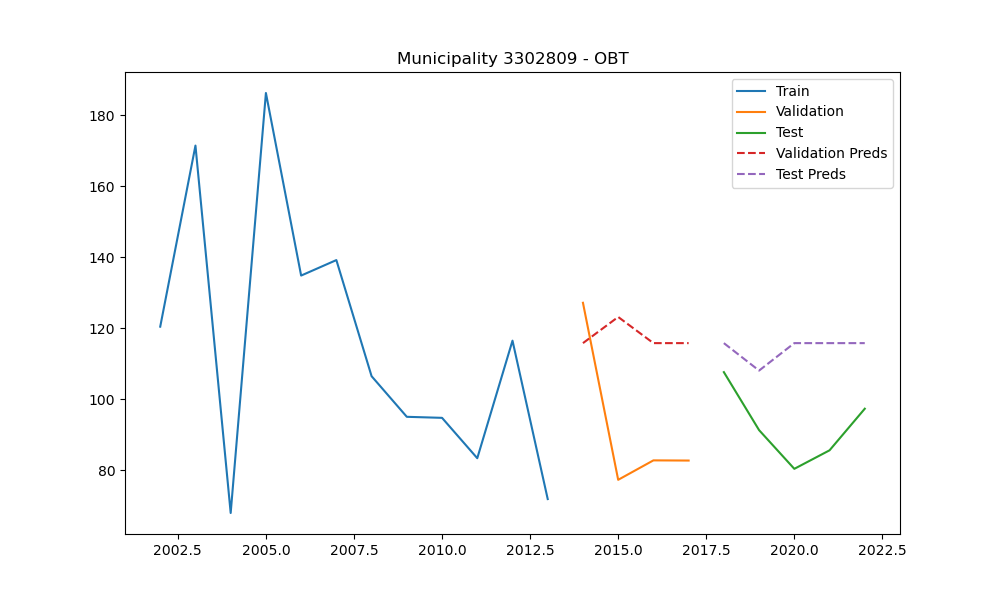 Municipality 3302809 - OBT
Train
Validation
Test
Validation Preds
Test Preds
180
160
140
120
100
80
2002.5 2005.0 2007.5 2010.0 2012.5 2015.0 2017.5 2020.0 2022.5